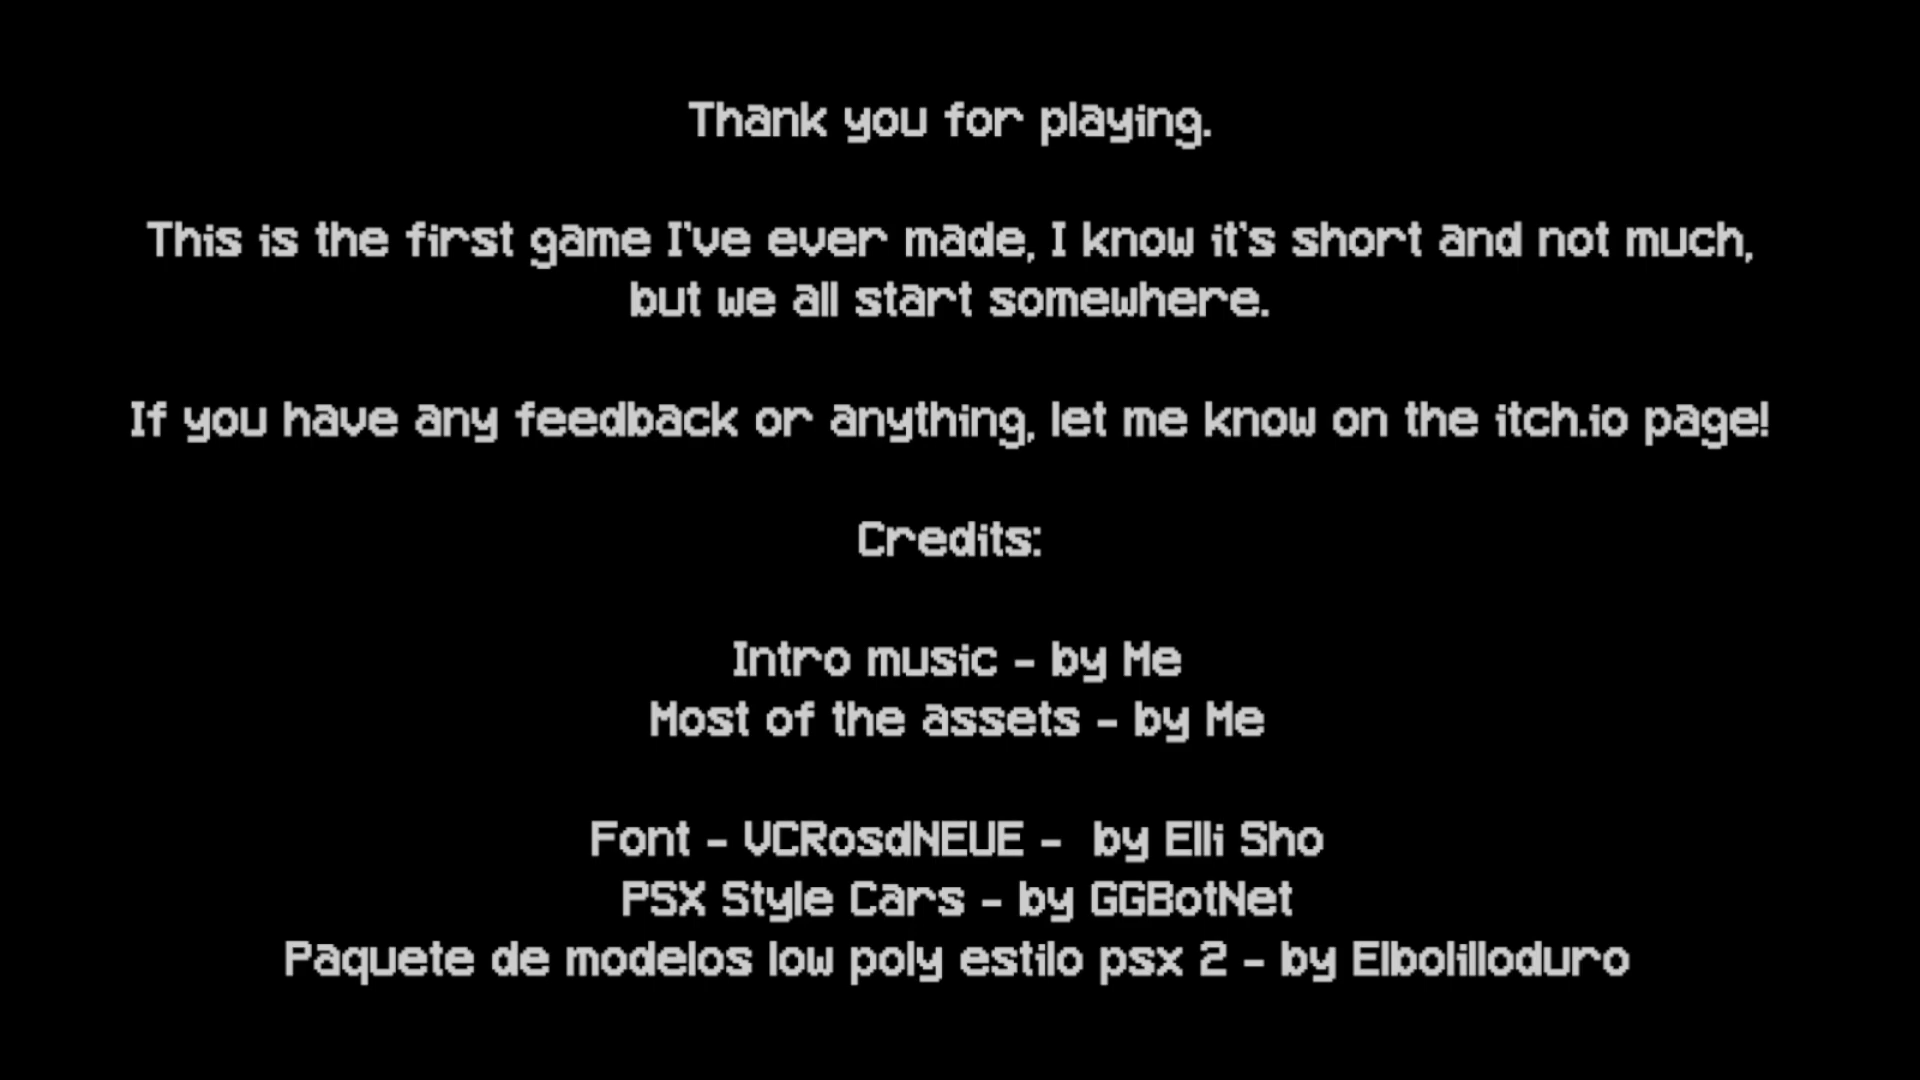 Thank you for playing.
This is the first game I've ever made, I know it's short and not much,
but we all start somewhere.
If you have any feedback or anything, let me know on the itch.io page!
Credits:
Intro music - by Me
Most of the assets - by Me
Font - VCRosdNEUE -  by Elli Sho
PSX Style Cars - by GGBotNet
Paquete de modelos low poly estilo psx 2 - by Elbolilloduro